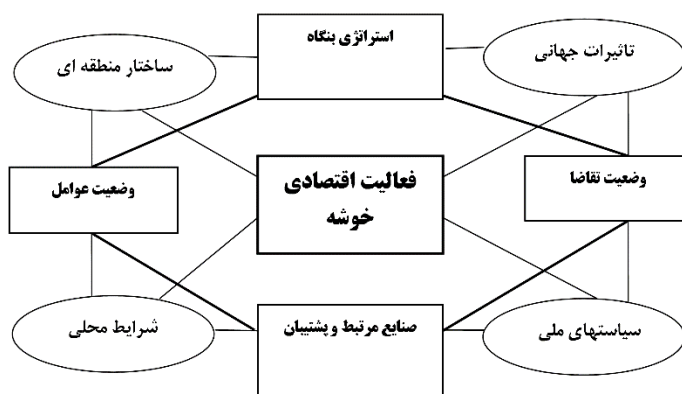 استراتژی بنگاه
تاثیرات جهانی
ساختار منطقه ای
وضعیت تقاضا
فعالیت اقتصادی
خوشه
وضعیت عوامل
سیاستهای ملی
صنایع مرتبط و پشتیبان
شرایط محلی